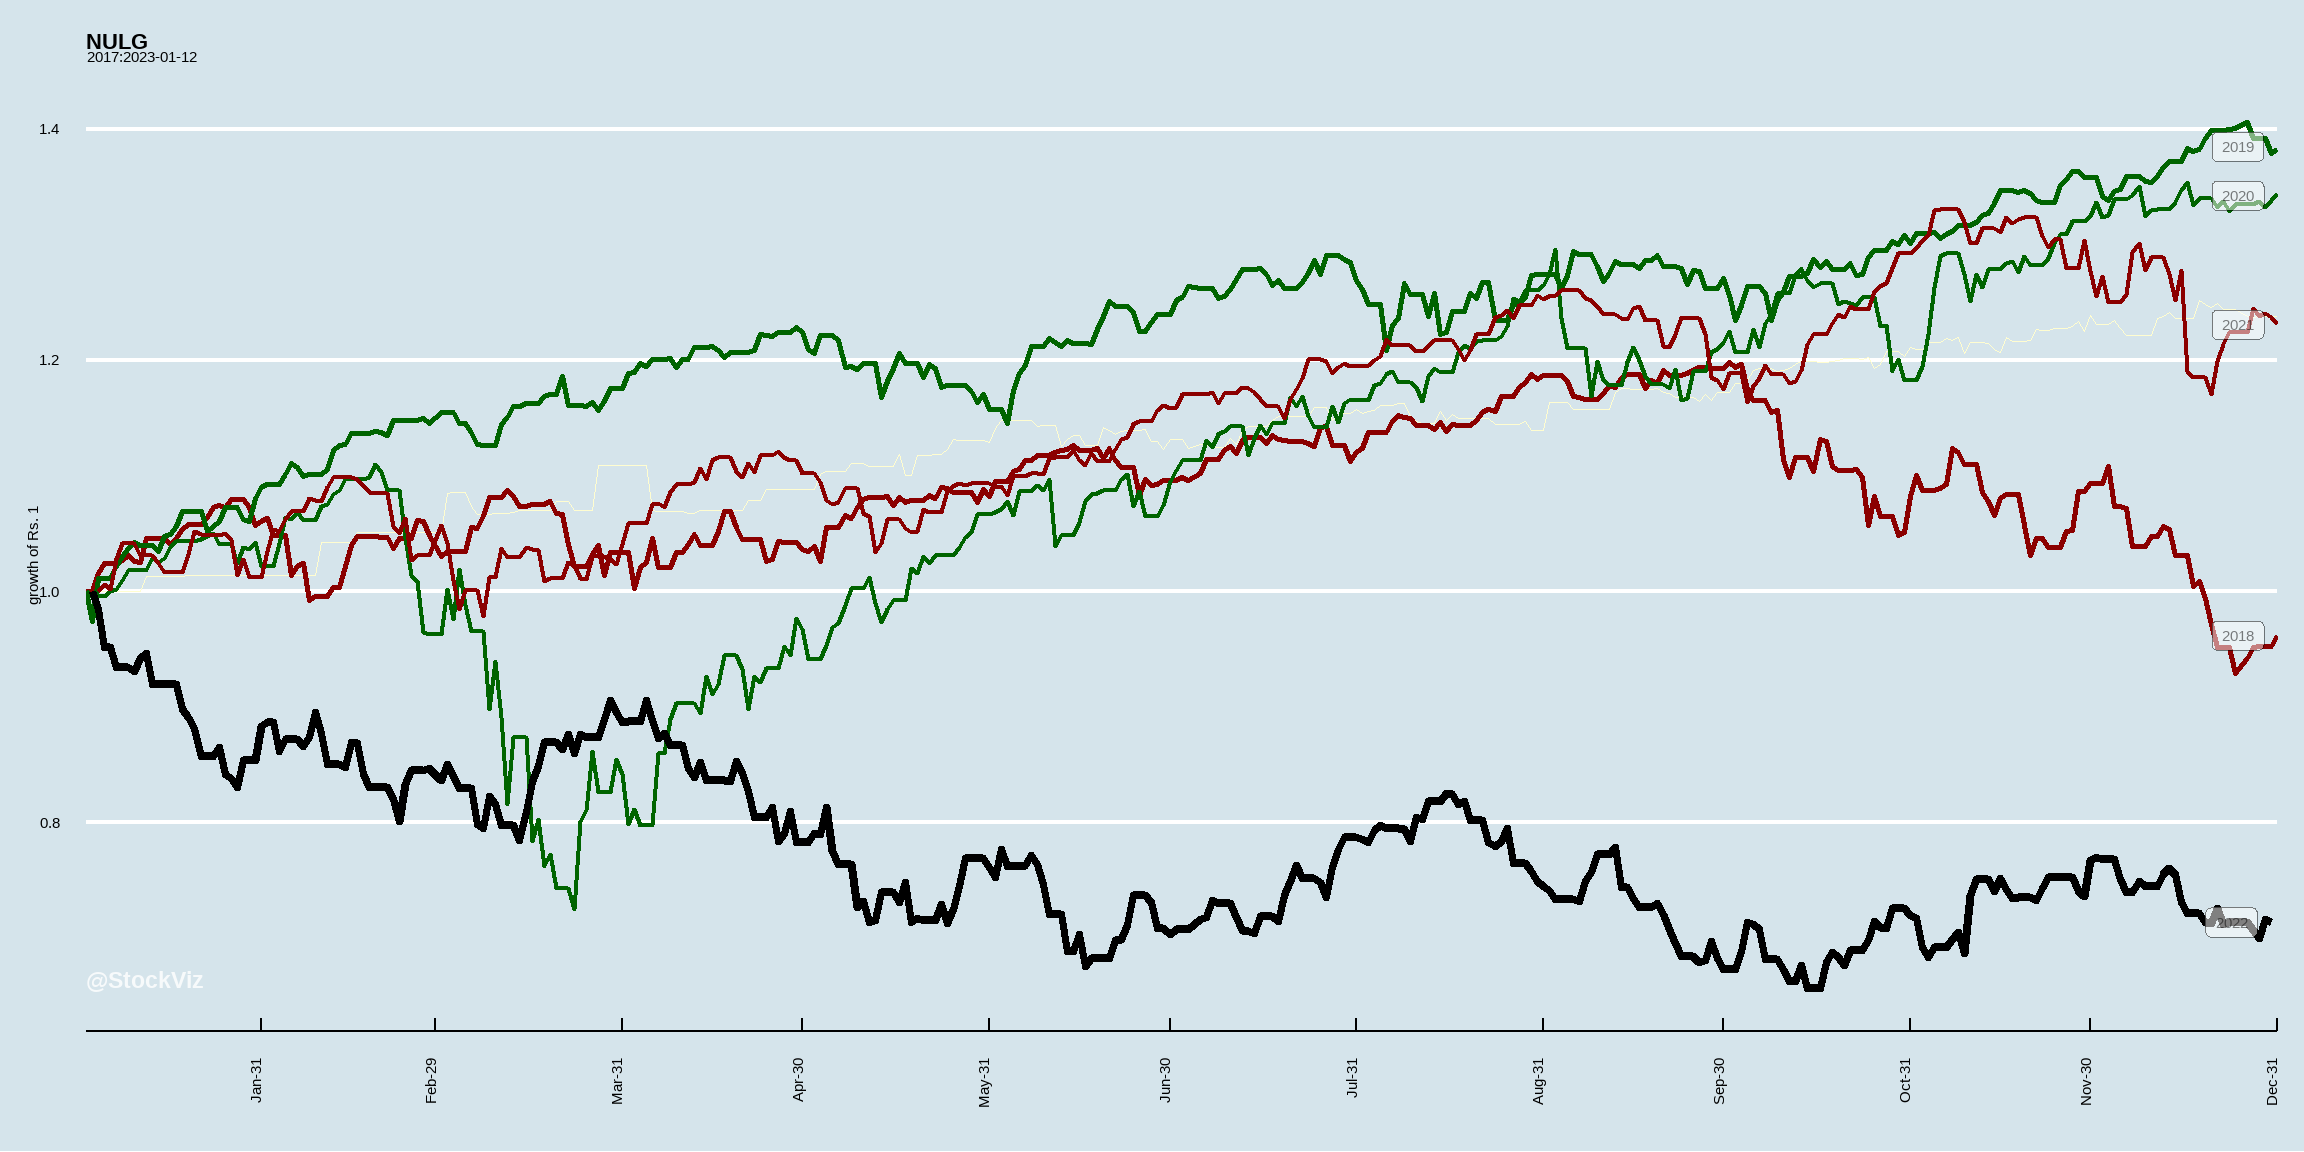 NULG
2017:2023-01-12
1.4
1.2
1.0
0.8
growth of Rs. 1
2019
2020
2021
2018
2022
@StockViz
Jan-31
Feb-29
Mar-31
Apr-30
May-31
Jun-30
Jul-31
Aug-31
Sep-30
Oct-31
Nov-30
Dec-31